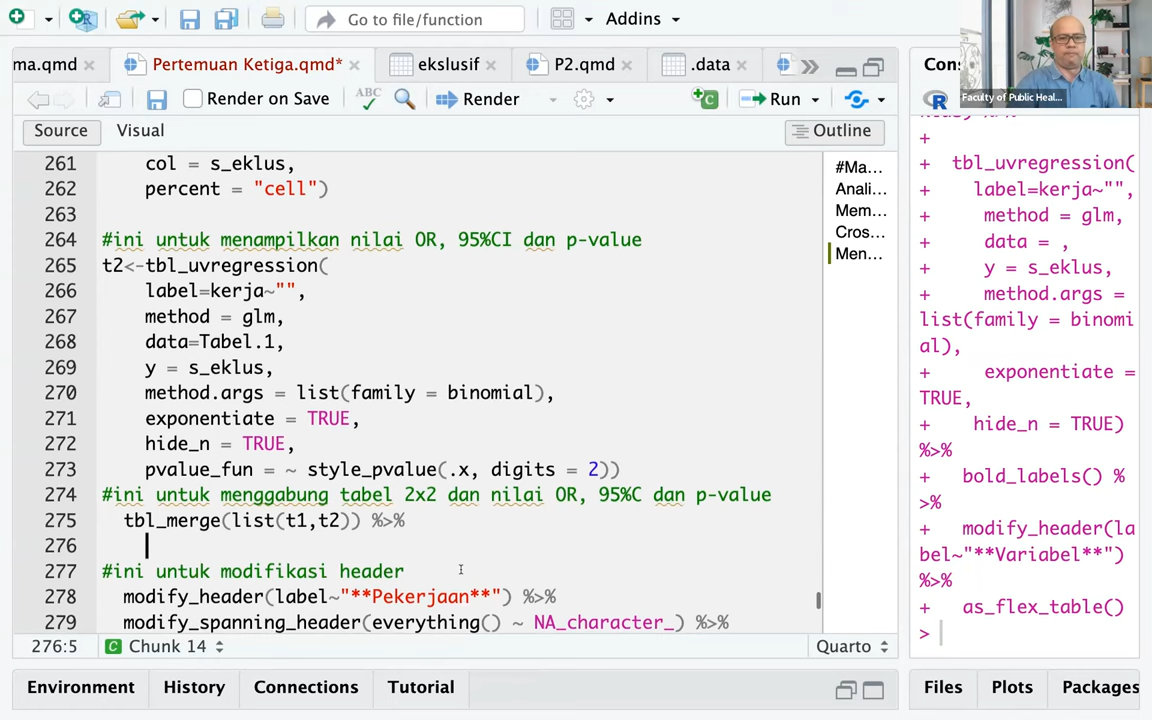 Go to file/function
Addins
ma.qmd
Pertemuan Ketiga.qmd*
ekslusif
P2.qmd
.data
Cons
Render on Save
ABC
Render
Run
R
Faculty of Public Heal...
Source
Visual
Outline
261 col = s_eklus,
262 percent = "cell")
263
264 #ini untuk menampilkan nilai OR, 95%CI dan p-value
265 t2<-tbl_uvregression(
266 label=kerja~"",
267 method = glm,
268 data=Tabel.1,
269 y = s_eklus,
270 method.args = list(family = binomial),
271 exponentiate = TRUE,
272 hide_n = TRUE,
273 pvalue_fun = ~ style_pvalue(.x, digits = 2))
274 #ini untuk menggabung tabel 2x2 dan nilai OR, 95%C dan p-value
275 tbl_merge(list(t1,t2)) %>%
276
277 #ini untuk modifikasi header
278 modify_header(label~"**Pekerjaan**") %>%
279 modify_spanning_header(everything() ~ NA_character_) %>%
#Ma...
Anali...
Mem...
Cros...
Men...
+
+ tbl_uvregression(
+ label=kerja~"",
+ method = glm,
+ data = ,
+ y = s_eklus,
+ method.args =
list(family = binomi
al),
+ exponentiate =
TRUE,
+ hide_n = TRUE)
%>%
+ bold_labels() %
>%
+ modify_header(la
bel~"**Variabel**")
%>%
+ as_flex_table()
>
276:5
C Chunk 14
Quarto
Environment
History
Connections
Tutorial
Files
Plots
Packages